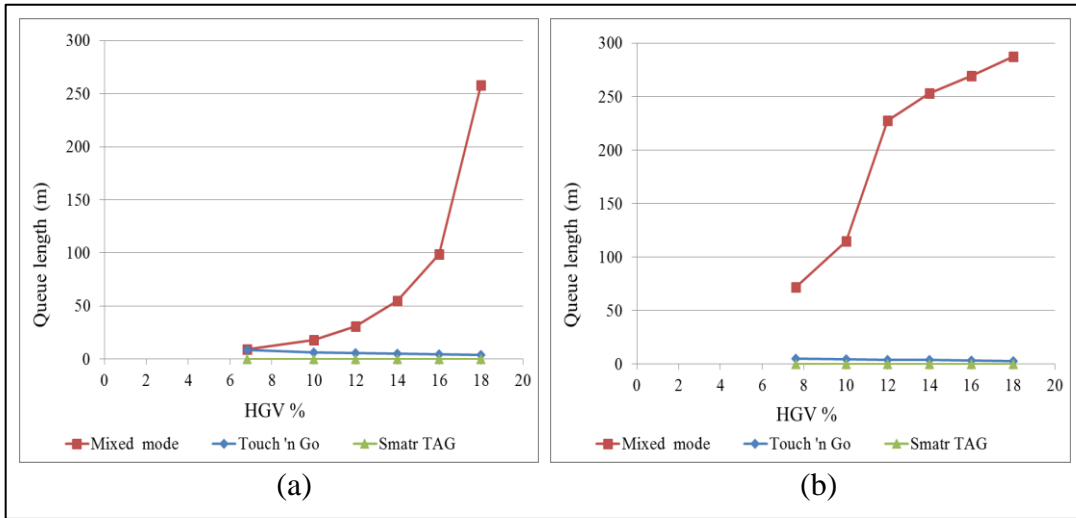 300
250
200
150
100
50
0
Queue length (m)
0 2 4 6 8 10 12 14 16 18 20
HGV %
Mixed mode Touch 'n Go Smatr TAG
(a)
300
250
200
150
100
50
0
Queue length (m)
0 2 4 6 8 10 12 14 16 18 20
HGV %
Mixed mode Touch 'n Go Smatr TAG
(b)